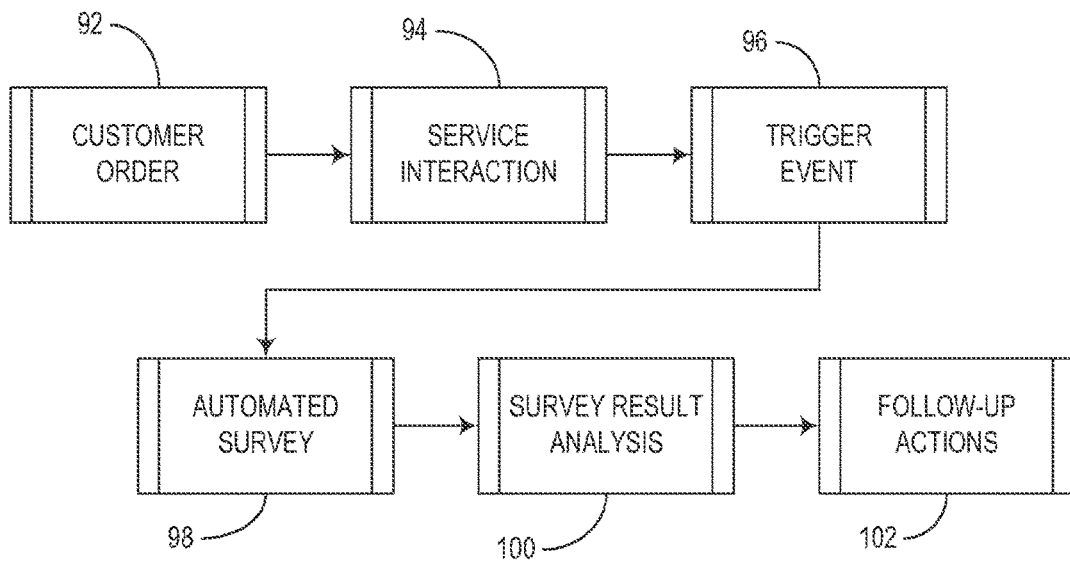 92
94
96
CUSTOMER
ORDER
SERVICE
INTERACTION
TRIGGER
EVENT
AUTOMATED
SURVEY
SURVEY RESULT
ANALYSIS
FOLLOW-UP
ACTIONS
98
100
102